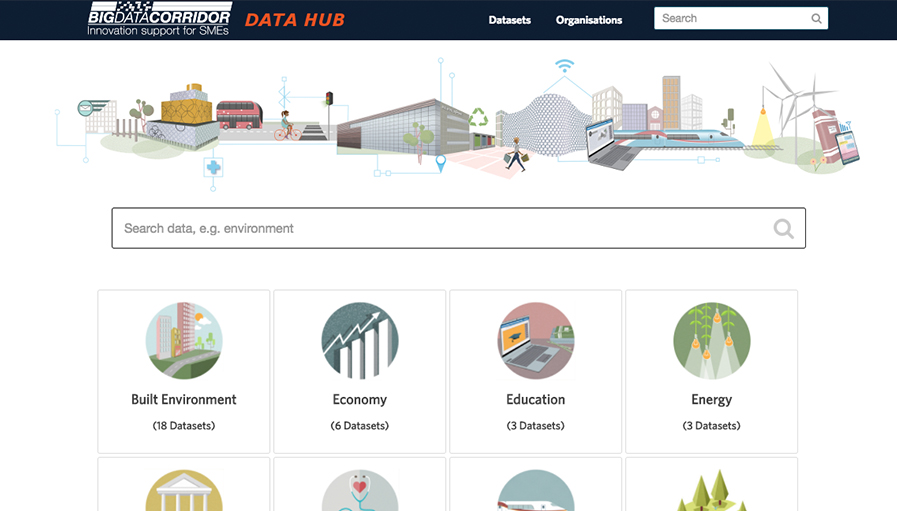 BIGDATACORRIDOR
Innovation support for SMEs
DATA HUB
Datasets
Organisations
Search
Search data, e.g. environment
Built Environment
(18 Datasets)
Economy
(6 Datasets)
Education
(3 Datasets)
Energy
(3 Datasets)